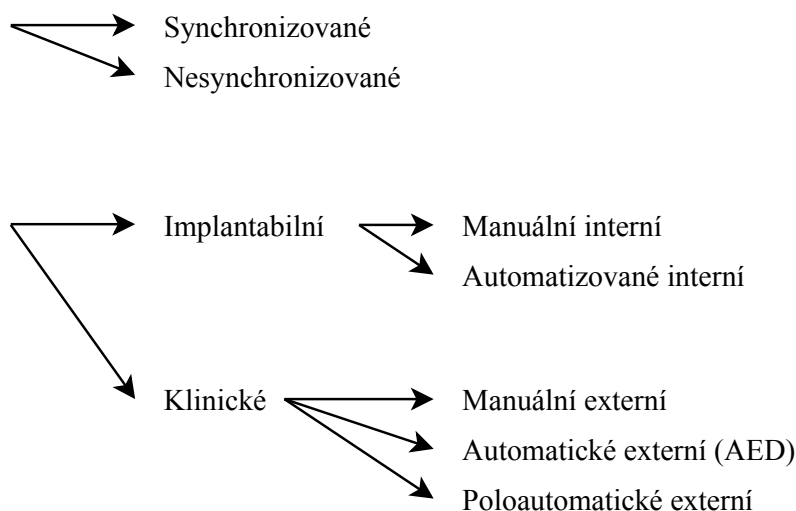 Synchronizované
Nesynchronizované
Implantabilní
Manuální interní
Automatizované interní
Klinické
Manuální externí
Automatické externí (AED)
Poloautomatické externí